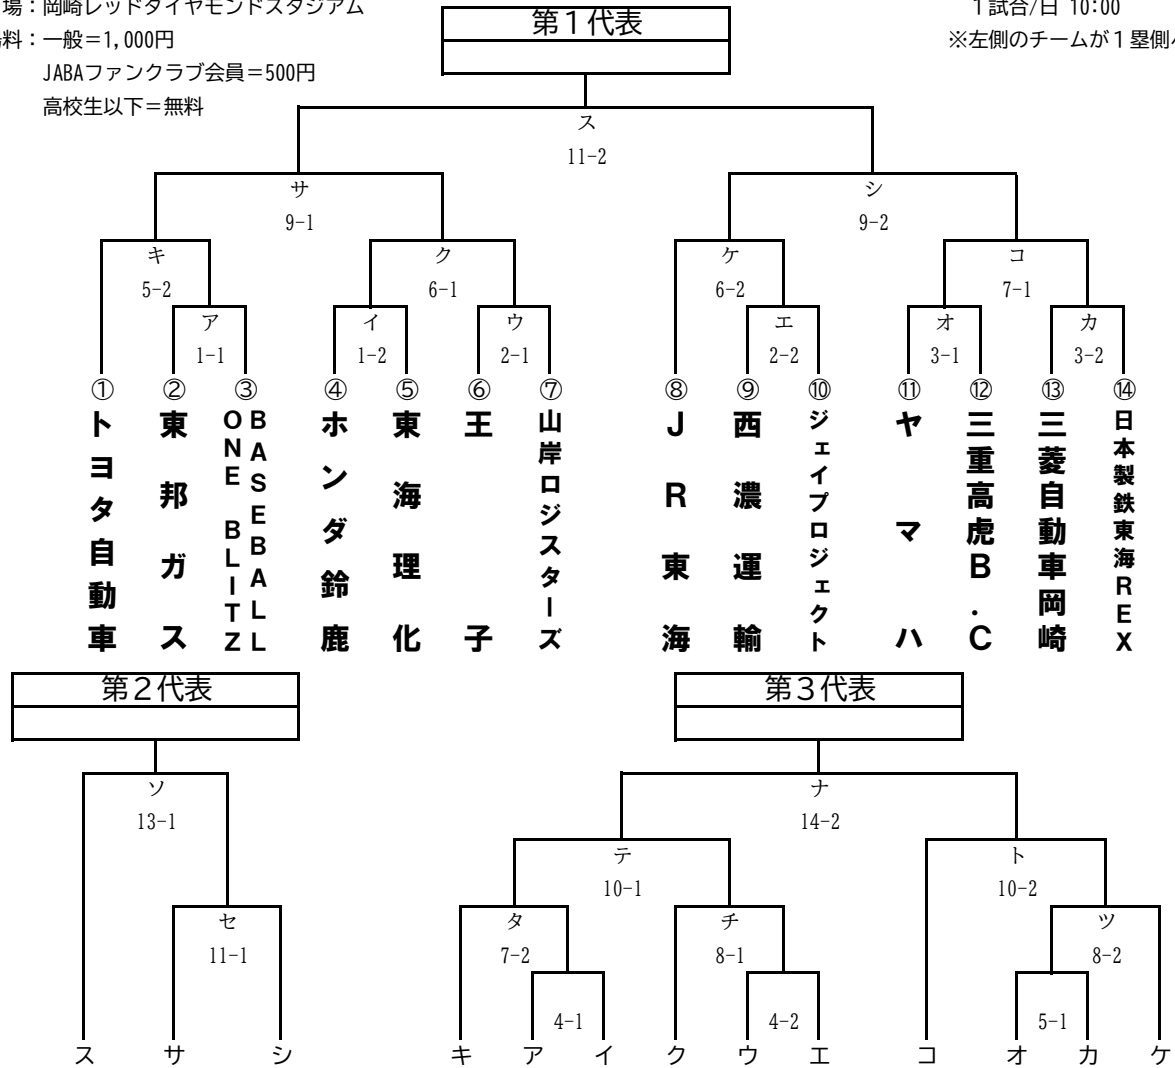 場：岡崎レッドダイヤモンドスタジアム
料：一般＝1,000円
JABAファンクラブ会員＝500円
高校生以下＝無料
１試合/日 10:00
※左側のチームが１塁側
第１代表
ス
11-2
サ
9-1
シ
9-2
キ
5-2
ク
6-1
ケ
6-2
コ
7-1
ア
1-1
イ
1-2
ウ
2-1
エ
2-2
オ
3-1
カ
3-2
① トヨタ自動車
② 東邦ガス
③ BASEBALL
ONE BLITZ
④ ホンダ鈴鹿
⑤ 東海理化
⑥ 王子
⑦ 山岸ロジスターズ
⑧ JR東海
⑨ 西濃運輸
⑩ ジェイプロジェクト
⑪ ヤマハ
⑫ 三重高虎B.C
⑬ 三菱自動車岡崎
⑭ 日本製鉄東海REX
第２代表
ソ
13-1
セ
11-1
ス サ シ
第３代表
ナ
14-2
テ
10-1
ト
10-2
タ
7-2
チ
8-1
ツ
8-2
4-1
4-2
5-1
キ ア イ ク ウ エ コ オ カ ケ